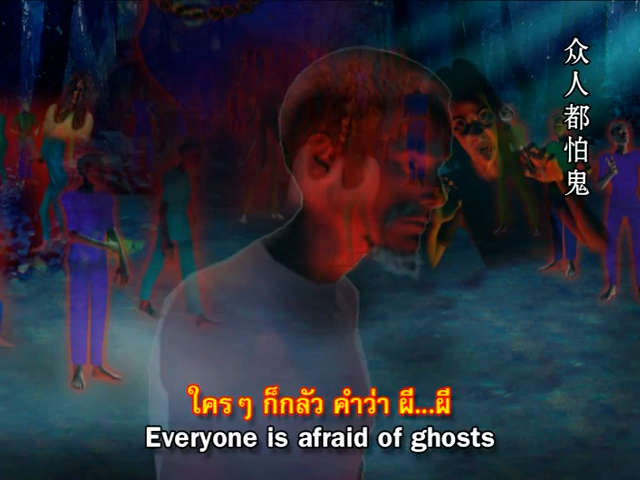 众人都怕鬼
ใครๆ ก็กลัว คำว่า ผี...ผี
Everyone is afraid of ghosts